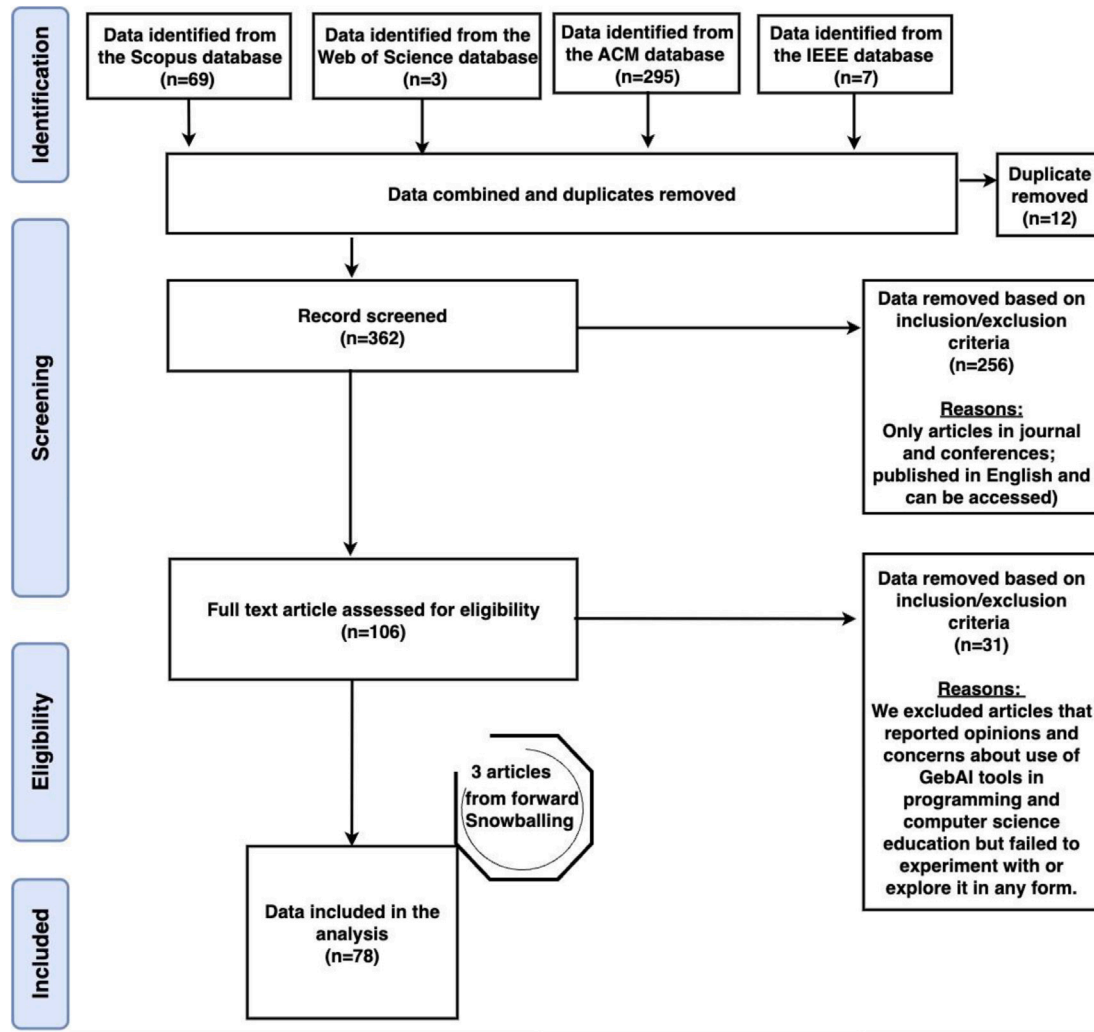 Identification
Data identified from
the Scopus database
(n=69)
Data identified from the
Web of Science database
(n=3)
Data identified from
the ACM database
(n=295)
Data identified from
the IEEE database
(n=7)
Data combined and duplicates removed
Duplicate
removed
(n=12)
Screening
Record screened
(n=362)
Data removed based on
inclusion/exclusion
criteria
(n=256)
Reasons:
Only articles in journal
and conferences;
published in English and
can be accessed)
Full text article assessed for eligibility
(n=106)
Data removed based on
inclusion/exclusion
criteria
(n=31)
Reasons:
We excluded articles that
reported opinions and
concerns about use of
GebAI tools in
programming and
computer science
education but failed to
experiment with or
explore it in any form.
Eligibility
3 articles
from forward
Snowballing
Included
Data included in the
analysis
(n=78)